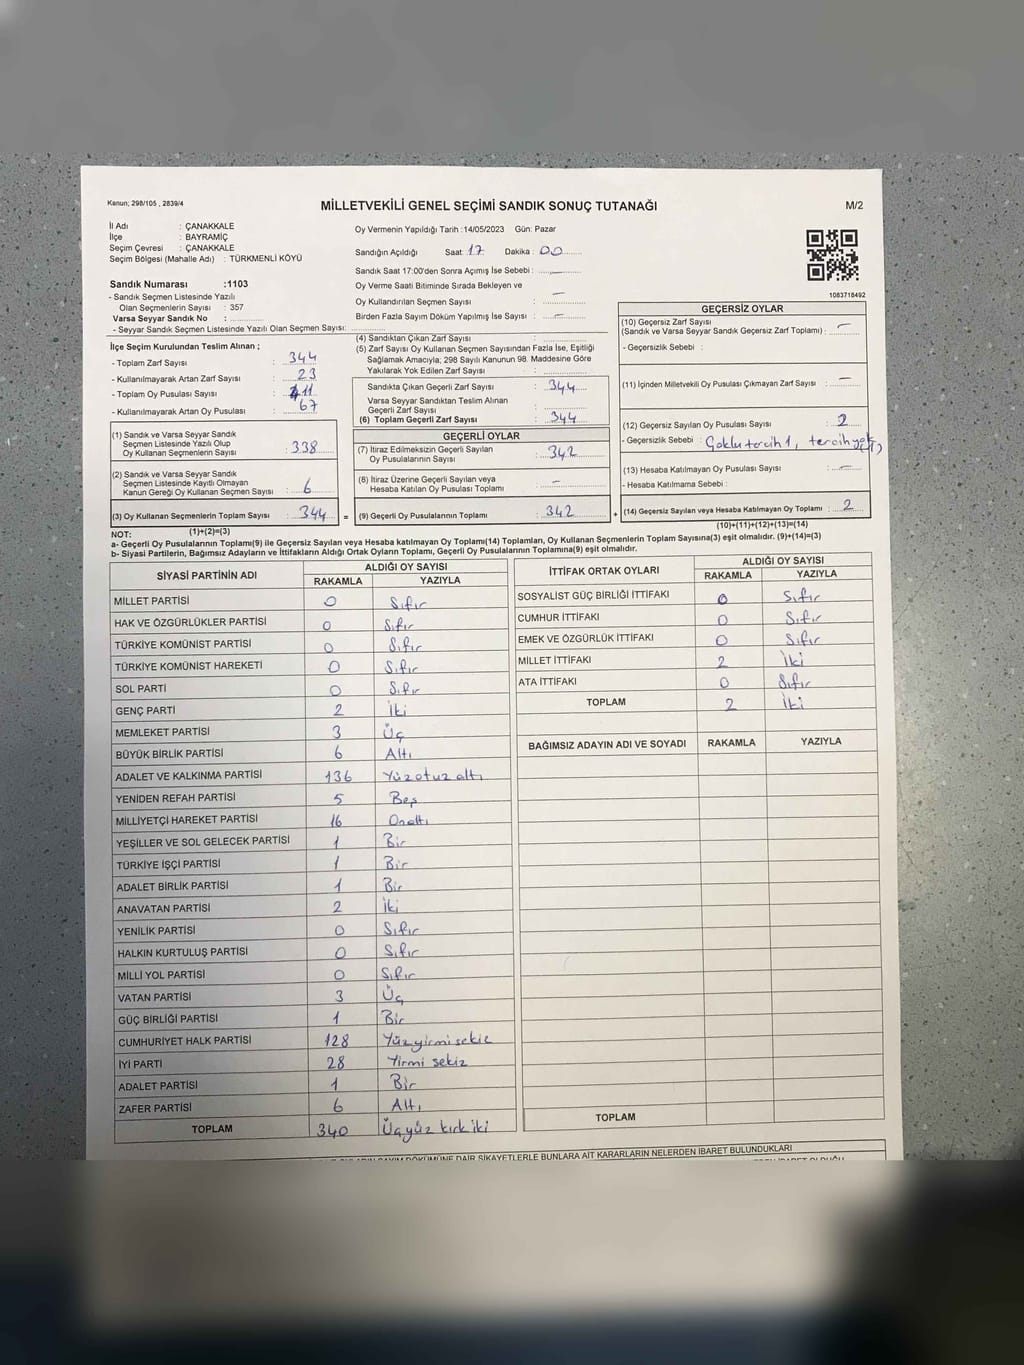 Kanun; 298/105 , 2839/4
MİLLETVEKİLİ GENEL SEÇİMİ SANDIK SONUÇ TUTANAĞI
M/2
İl Adı : ÇANAKKALE
İlçe : BAYRAMİÇ
Seçim Çevresi : ÇANAKKALE
Seçim Bölgesi (Mahalle Adı) : TÜRKMENLİ KÖYÜ
Sandık Numarası :1103
- Sandık Seçmen Listesinde Yazılı
Olan Seçmenlerin Sayısı : 357
Varsa Seyyar Sandık No :
- Seyyar Sandık Listesinde Yazılı Olan Seçmen Sayısı:
Oy Vermenin Yapıldığı Tarih :14/05/2023 Gün: Pazar
Sandığın Açıldığı Saat 17 Dakika : 00
Sandık Saat 17:00'den Sonra Açımış İse Sebebi : —
Oy Verme Saati Bitiminde Sırada Bekleyen ve
Oy Kullandırılan Seçmen Sayısı : —
Birden Fazla Sayım Döküm Yapılmış İse Sayısı : —
1083718492
İlçe Seçim Kurulundan Teslim Alınan ;
- Toplam Zarf Sayısı : 344
- Kullanılmayarak Artan Zarf Sayısı : 23
- Toplam Oy Pusulası Sayısı : 411
- Kullanılmayarak Artan Oy Pusulası : 67
(1) Sandık ve Varsa Seyyar Sandık
Seçmen Listesinde Yazılı Olup
Oy Kullanan Seçmenlerin Sayısı : 338
(2) Sandık ve Varsa Seyyar Sandık
Seçmen Listesinde Kayıtlı Olmayan
Kanun Gereği Oy Kullanan Seçmen Sayısı : 6
(3) Oy Kullanan Seçmenlerin Toplam Sayısı : 344 =
(1)+(2)=(3)
(4) Sandıktan Çıkan Zarf Sayısı :
(5) Zarf Sayısı Oy Kullanan Seçmen Sayısından Fazla İse, Eşitliği
Sağlamak Amacıyla; 298 Sayılı Kanunun 98. Maddesine Göre
Yakılarak Yok Edilen Zarf Sayısı :
Sandıkta Çıkan Geçerli Zarf Sayısı : 344
Varsa Seyyar Sandıktan Teslim Alınan
Geçerli Zarf Sayısı :
(6) Toplam Geçerli Zarf Sayısı : 344
GEÇERLİ OYLAR
(7) İtiraz Edilmeksizin Geçerli Sayılan
Oy Pusulalarının Sayısı : 342
(8) İtiraz Üzerine Geçerli Sayılan veya
Hesaba Katılan Oy Pusulaları Toplamı : —
(9) Geçerli Oy Pusulalarının Toplamı : 342 +
GEÇERSİZ OYLAR
(10) Geçersiz Zarf Sayısı
(Sandık ve Varsa Seyyar Sandık Geçersiz Zarf Toplamı) : —
- Geçersizlik Sebebi :
(11) İçinden Milletvekili Oy Pusulası Çıkmayan Zarf Sayısı : —
(12) Geçersiz Sayılan Oy Pusulası Sayısı : 2
- Geçersizlik Sebebi : Çoklu tercih 1, tercih yok
(13) Hesaba Katılmayan Oy Pusulası Sayısı : —
- Hesaba Katılmama Sebebi :
(14) Geçersiz Sayılan veya Hesaba Katılmayan Oy Toplamı : 2
(10)+(11)+(12)+(13)=(14)
NOT:
a- Geçerli Oy Pusulalarının Toplamı(9) ile Geçersiz Sayılan veya Hesaba katılmayan Oy Toplamı(14) Toplamları, Oy Kullanan Seçmenlerin Toplam Sayısına(3) eşit olmalıdır. (9)+(14)=(3)
b- Siyasi Partilerin, Bağımsız Adayların ve İttifakların Aldığı Ortak Oyların Toplamı, Geçerli Oy Pusulalarının Toplamına(9) eşit olmalıdır.
SİYASİ PARTİNİN ADI ALDIĞI OY SAYISI
RAKAMLA YAZIYLA
MİLLET PARTİSİ 0 Sıfır
HAK VE ÖZGÜRLÜKLER PARTİSİ 0 Sıfır
TÜRKİYE KOMÜNİST PARTİSİ 0 Sıfır
TÜRKİYE KOMÜNİST HAREKETİ 0 Sıfır
SOL PARTİ 0 Sıfır
GENÇ PARTİ 2 İki
MEMLEKET PARTİSİ 3 Üç
BÜYÜK BİRLİK PARTİSİ 6 Altı
ADALET VE KALKINMA PARTİSİ 136 Yüzotuz altı
YENİDEN REFAH PARTİSİ 5 Beş
MİLLİYETÇİ HAREKET PARTİSİ 16 Onaltı
YEŞİLLER VE SOL GELECEK PARTİSİ 1 Bir
TÜRKİYE İŞÇİ PARTİSİ 1 Bir
ADALET BİRLİK PARTİSİ 1 Bir
ANAVATAN PARTİSİ 2 İki
YENİLİK PARTİSİ 0 Sıfır
HALKIN KURTULUŞ PARTİSİ 0 Sıfır
MİLLİ YOL PARTİSİ 0 Sıfır
VATAN PARTİSİ 3 Üç
GÜÇ BİRLİĞİ PARTİSİ 1 Bir
CUMHURİYET HALK PARTİSİ 128 Yüzyirmi sekiz
İYİ PARTİ 28 Yirmi sekiz
ADALET PARTİSİ 1 Bir
ZAFER PARTİSİ 6 Altı
TOPLAM 340 Üçyüz kırk iki
İTTİFAK ORTAK OYLARI ALDIĞI OY SAYISI
RAKAMLA YAZIYLA
SOSYALİST GÜÇ BİRLİĞİ İTTİFAKI 0 Sıfır
CUMHUR İTTİFAKI 0 Sıfır
EMEK VE ÖZGÜRLÜK İTTİFAKI 0 Sıfır
MİLLET İTTİFAKI 2 İki
ATA İTTİFAKI 0 Sıfır
TOPLAM 2 İki
BAĞIMSIZ ADAYIN ADI VE SOYADI RAKAMLA YAZIYLA
TOPLAM
DÖKÜMÜNE DAİR ŞİKAYETLERLE BUNLARA AİT KARARLARIN NELERDEN İBARET BULUNDUKLARI